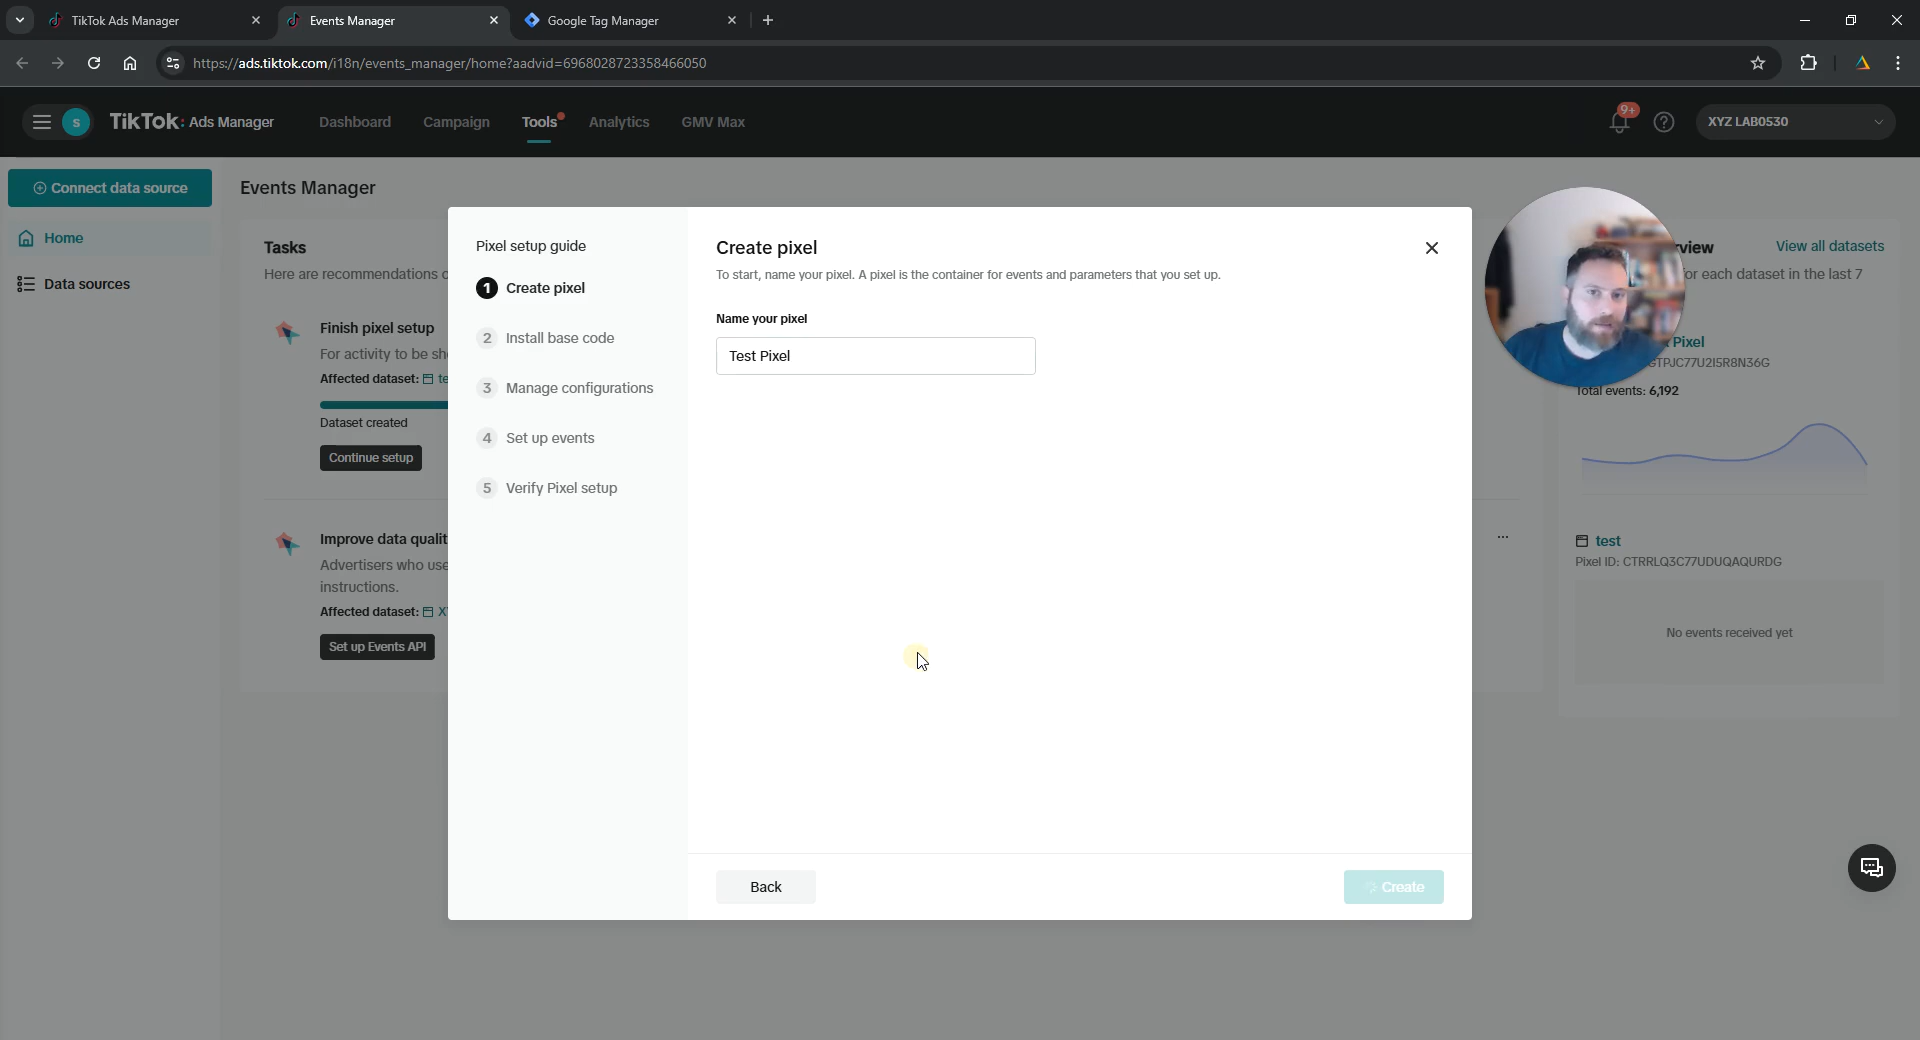 TikTok Ads Manager
Events Manager
Google Tag Manager
https://ads.tiktok.com/i18n/events_manager/home?aadvid=6968028723358466050
S
TikTok: Ads Manager
Dashboard
Campaign
Tools
Analytics
GMV Max
9+
XYZ LAB0530
Connect data source
Home
Data sources
Events Manager
Tasks
Here are recommendations
Finish pixel setup
For activity to be
Affected dataset:
Dataset created
Continue setup
Improve data
Advertisers who use
instructions.
Affected dataset:
Set up Events API
Pixel setup guide
1 Create pixel
2 Install base code
3 Manage configurations
4 Set up events
5 Verify Pixel setup
Create pixel
To start, name your pixel. A pixel is the container for events and parameters that you set up.
Name your pixel
Test Pixel
Back
Create
View all datasets
for each dataset in the last 7
Pixel
GTPJC77U2I5R8N36G
Total events: 6,192
test
Pixel ID: CTRRLQ3C77UDUQAQURDG
No events received yet